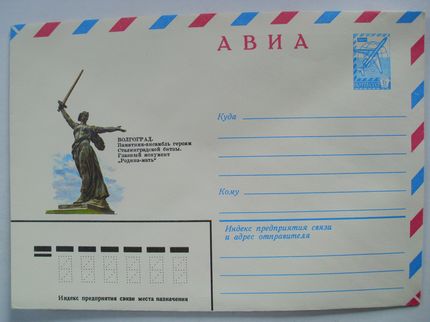 АВИА
ВОЛГОГРАД.
Памятник-ансамбль героям
Сталинградской битвы.
Главный монумент
„Родина-мать“
Куда
Кому
Индекс предприятия связи
и адрес отправителя
Индекс предприятия связи места назначения